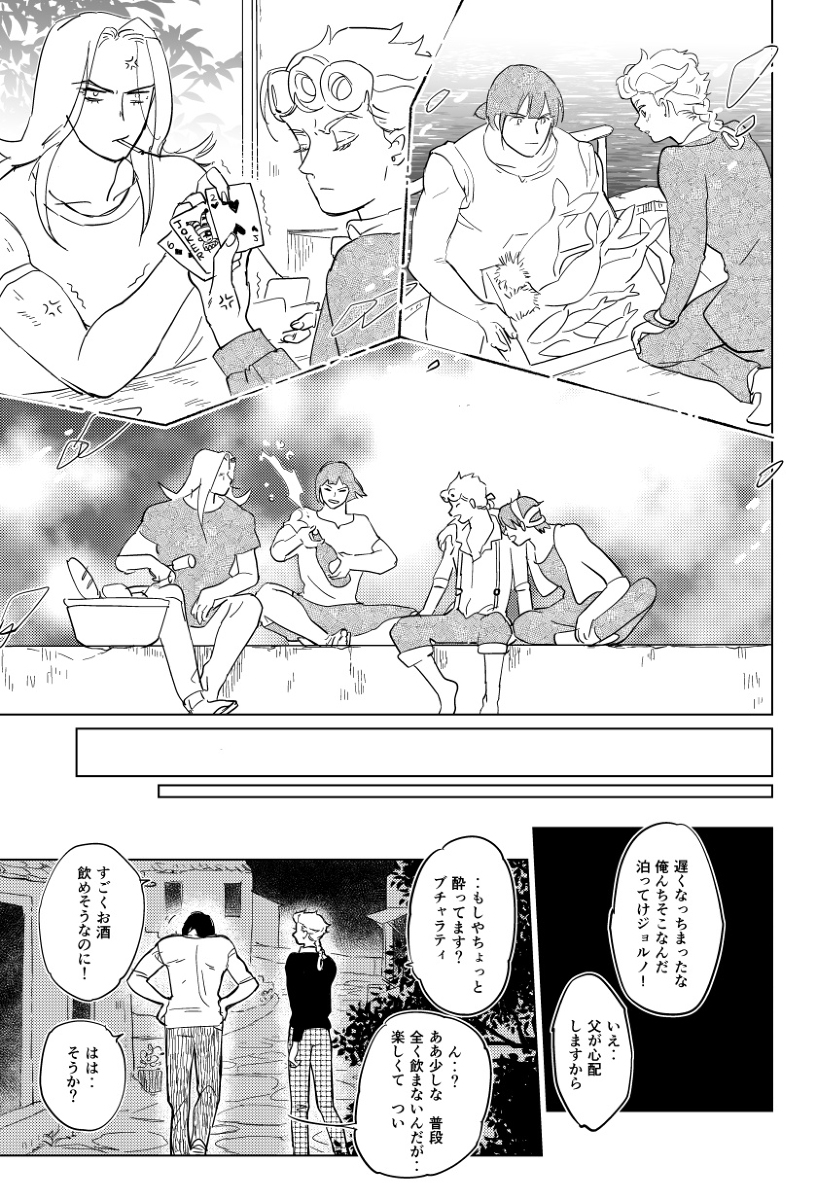 2
JOKER
6
2
遅くなっちまったな
俺んちそこなんだ
泊ってけジョルノ！
いえ‥
父が心配
しますから
‥もしやちょっと
酔ってます？
ブチャラティ
ん‥？
ああ少しな　普段
全く飲まないんだが‥
楽しくて　つい
すごくお酒
飲めそうなのに！
はは‥
そうか？